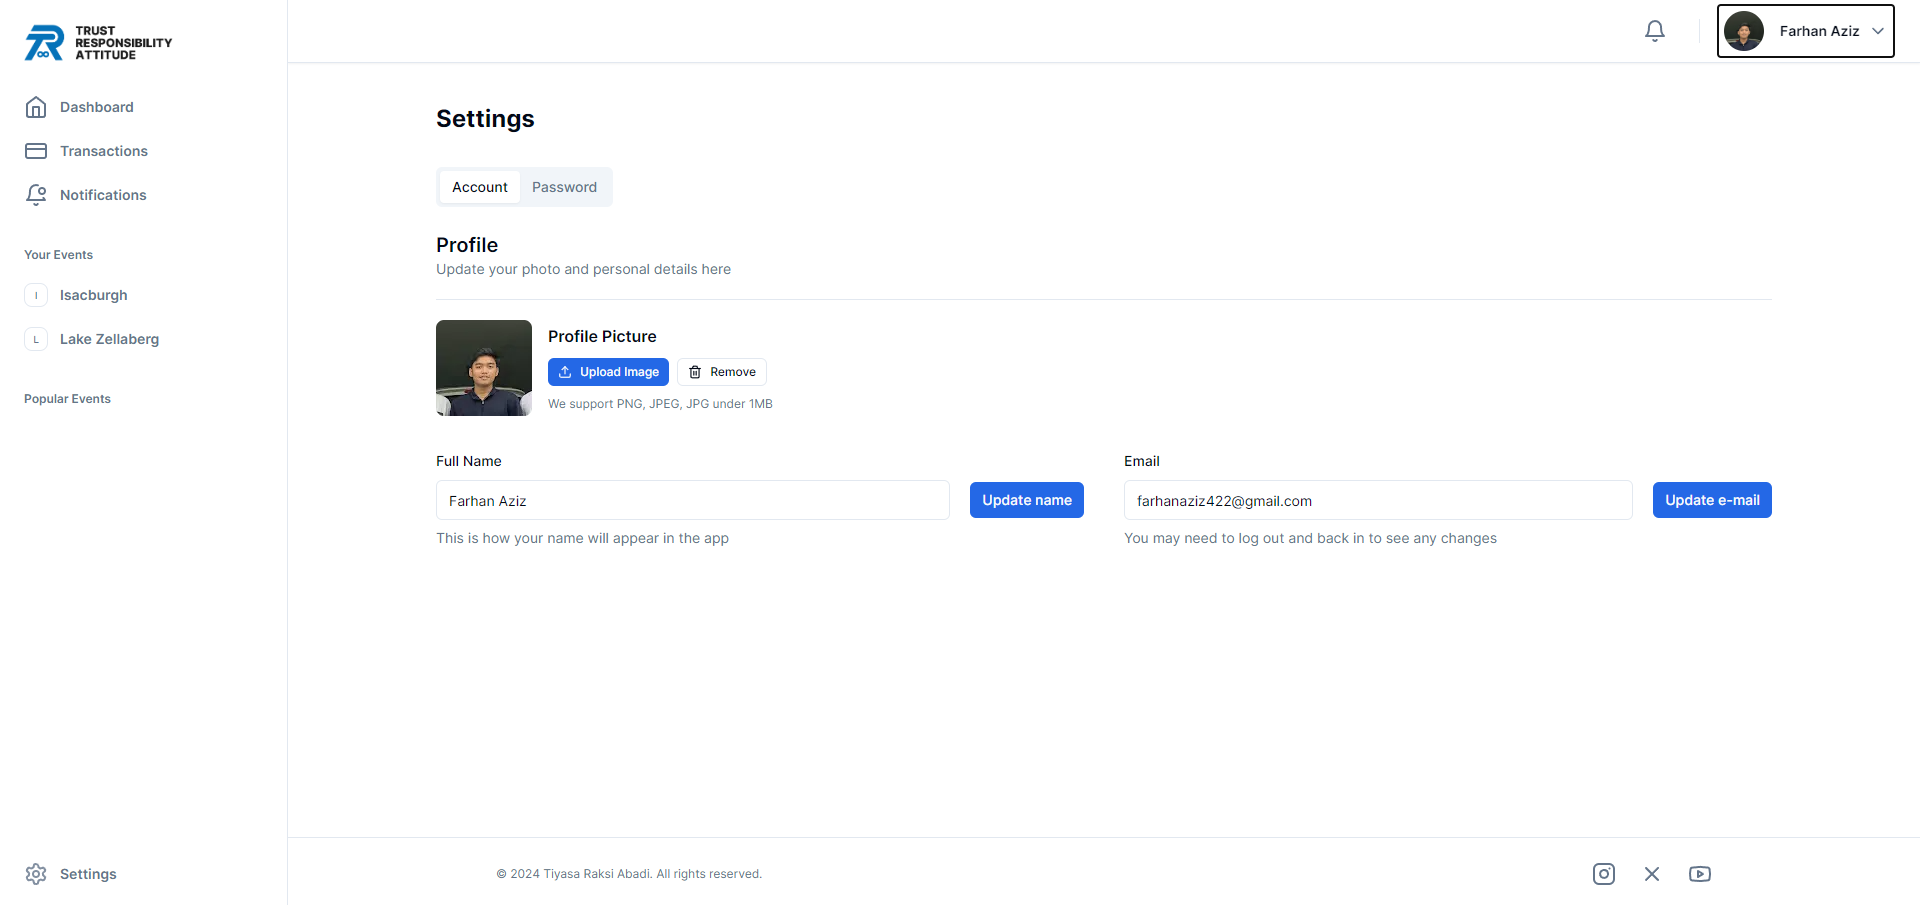 TRUST
RESPONSIBILITY
ATTITUDE
Dashboard
Transactions
Notifications
Your Events
I Isacburgh
L Lake Zellaberg
Popular Events
Settings
Farhan Aziz
Settings
Account Password
Profile
Update your photo and personal details here
Profile Picture
Upload Image Remove
We support PNG, JPEG, JPG under 1MB
Full Name
Farhan Aziz Update name
This is how your name will appear in the app
Email
farhanaziz422@gmail.com Update e-mail
You may need to log out and back in to see any changes
© 2024 Tiyasa Raksi Abadi. All rights reserved.